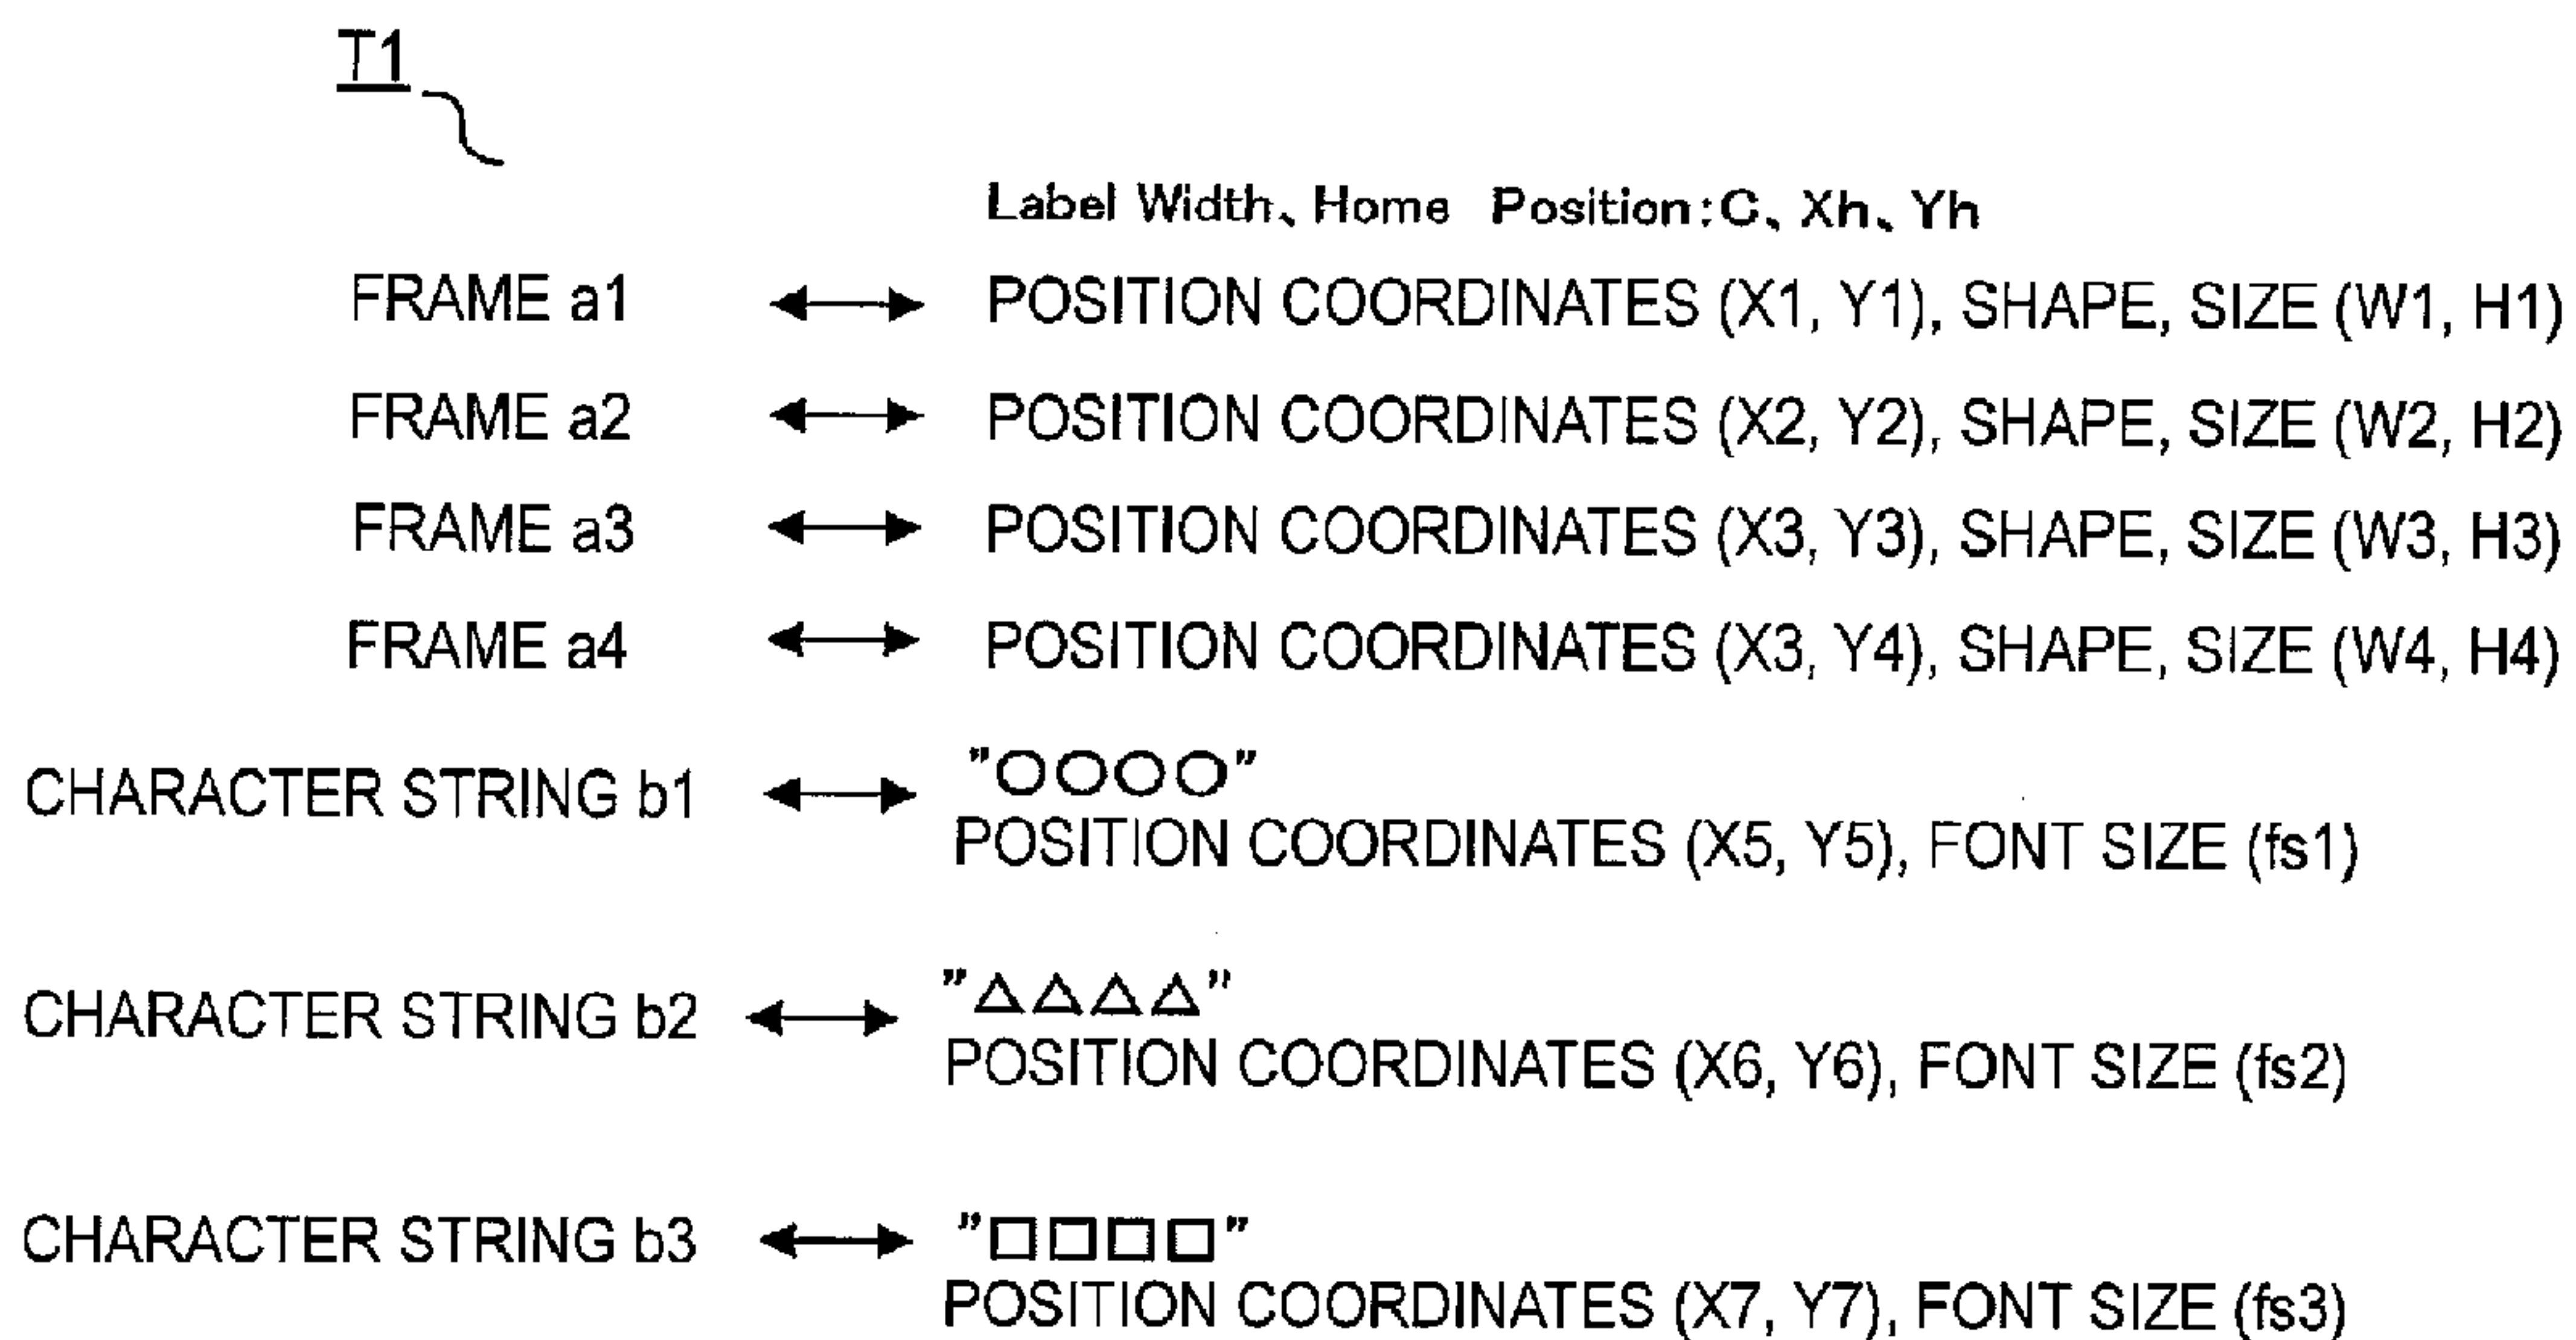 T1
Label Width、Home Position:C、Xh、Yh
FRAME a1 ↔ POSITION COORDINATES (X1, Y1), SHAPE, SIZE (W1, H1)
FRAME a2 ↔ POSITION COORDINATES (X2, Y2), SHAPE, SIZE (W2, H2)
FRAME a3 ↔ POSITION COORDINATES (X3, Y3), SHAPE, SIZE (W3, H3)
FRAME a4 ↔ POSITION COORDINATES (X3, Y4), SHAPE, SIZE (W4, H4)
CHARACTER STRING b1 ↔ "○○○○"
POSITION COORDINATES (X5, Y5), FONT SIZE (fs1)
CHARACTER STRING b2 ↔ "△△△△"
POSITION COORDINATES (X6, Y6), FONT SIZE (fs2)
CHARACTER STRING b3 ↔ "□□□□"
POSITION COORDINATES (X7, Y7), FONT SIZE (fs3)